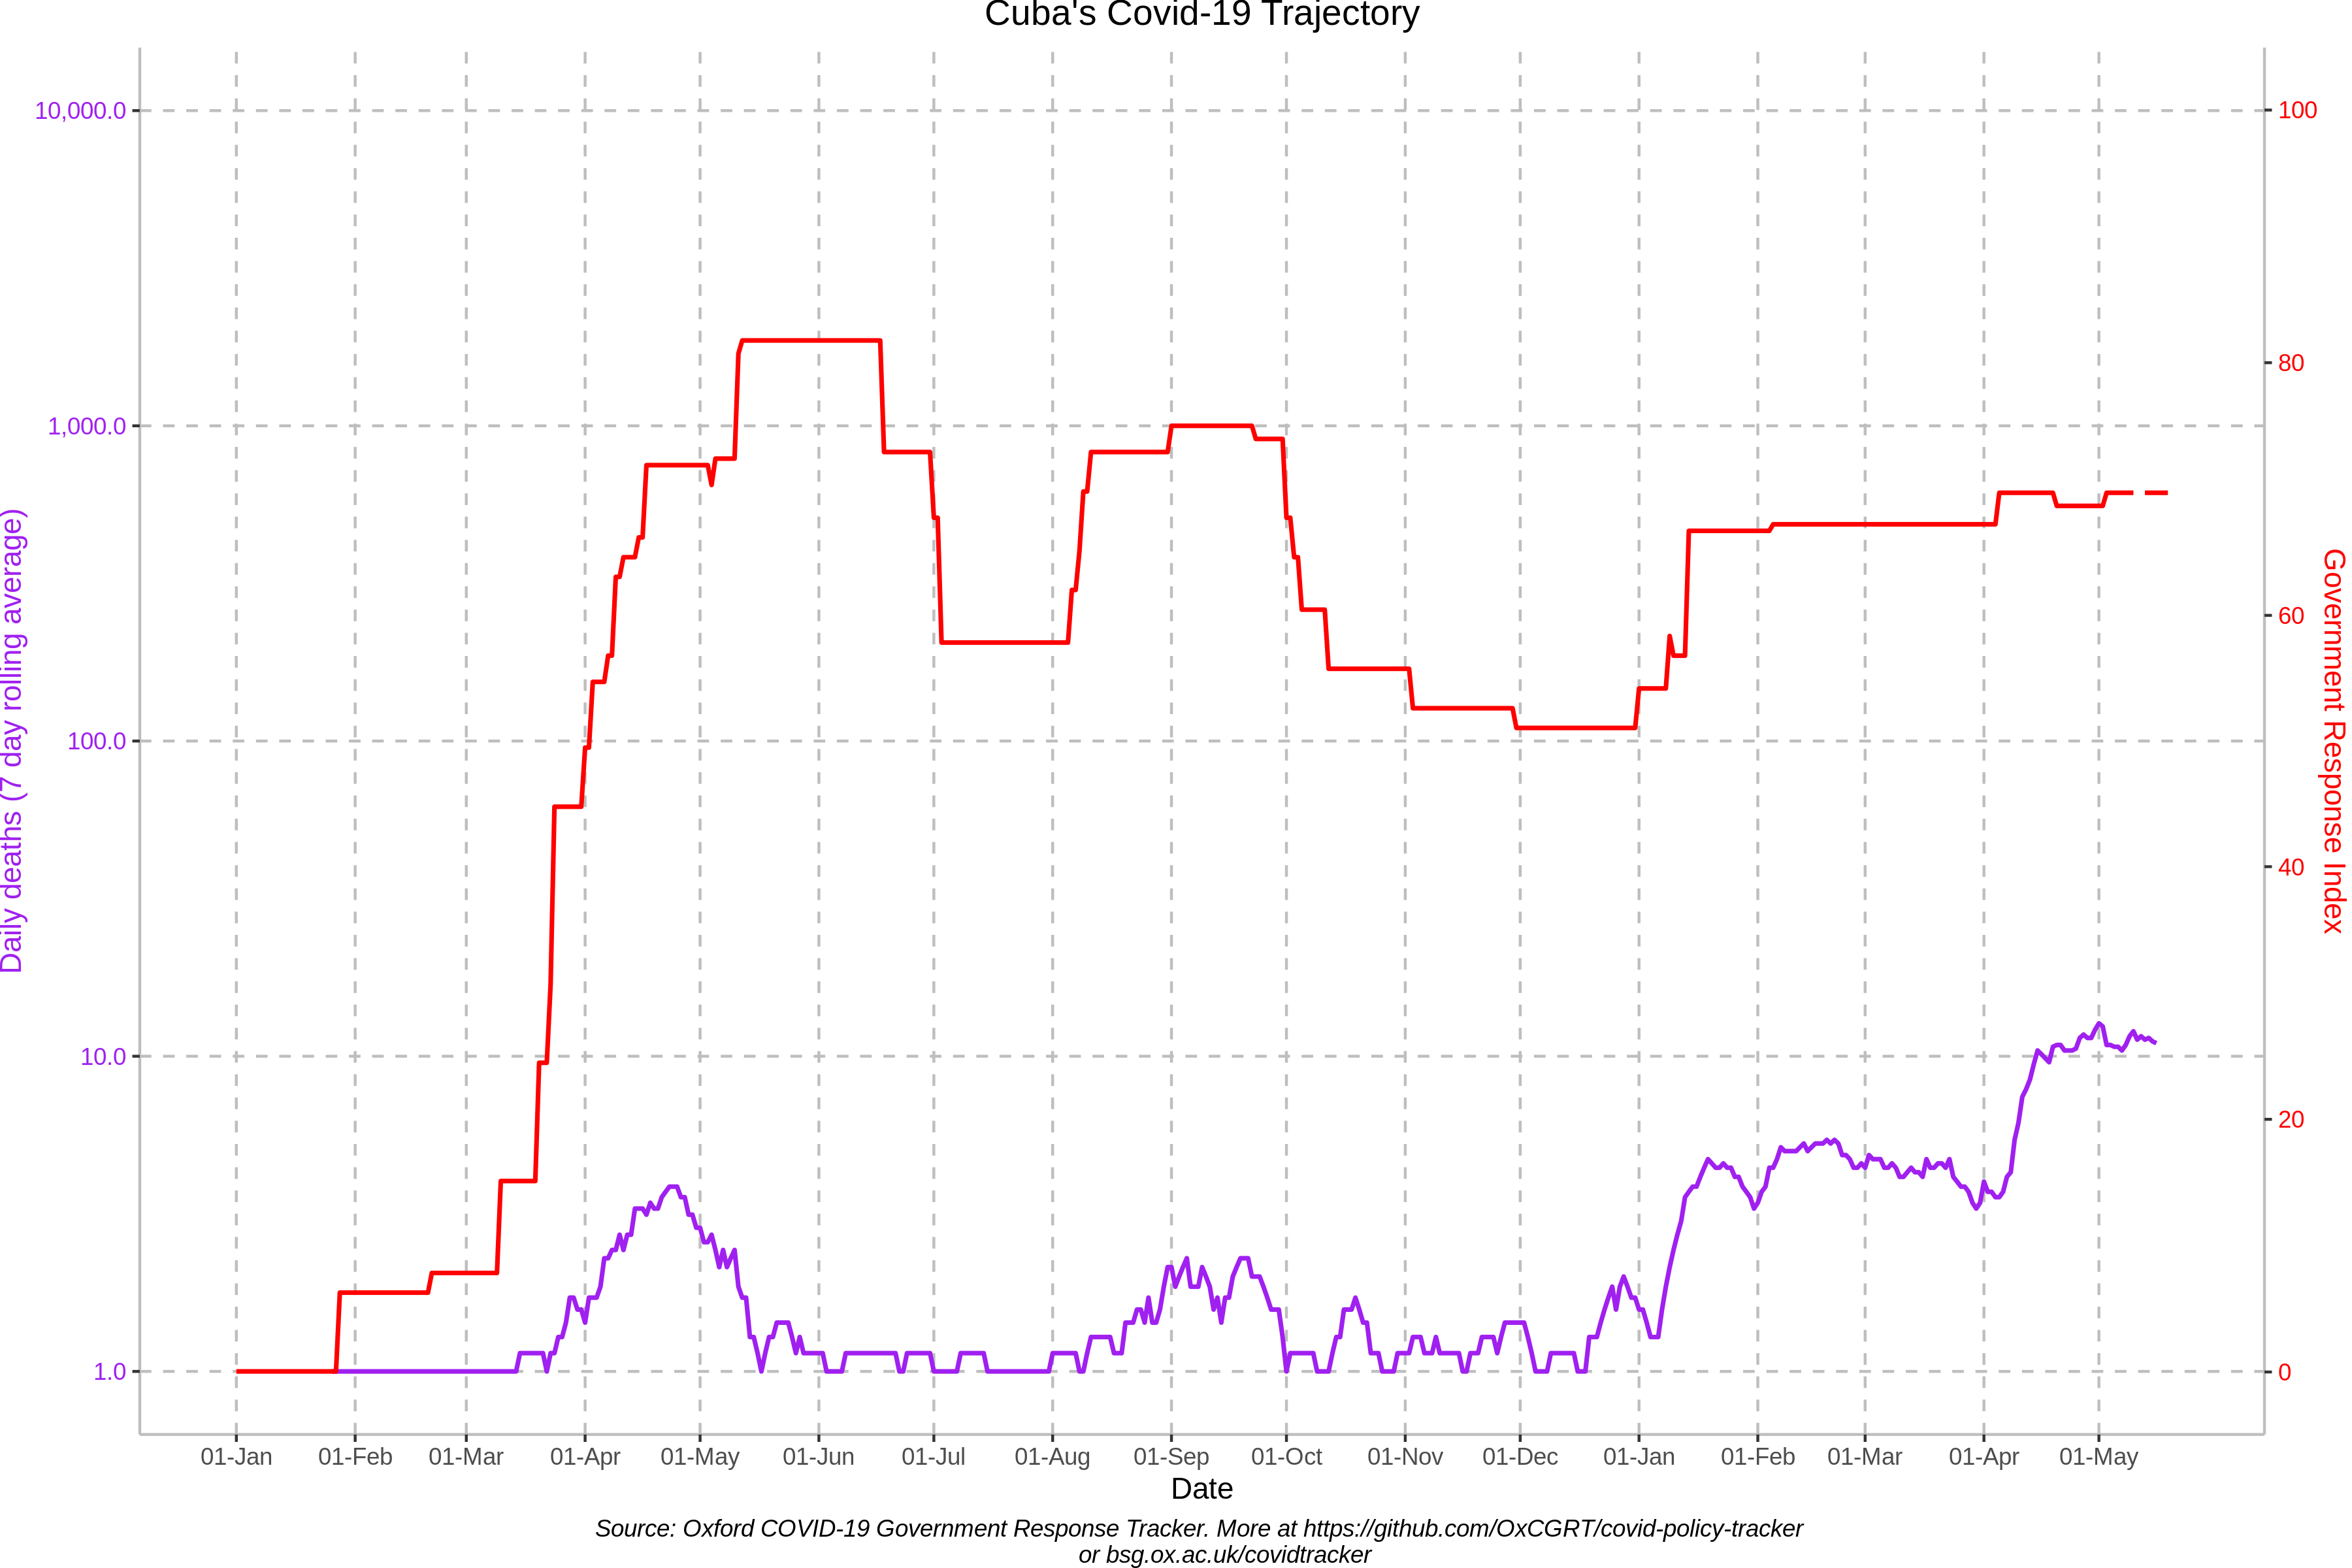 Cuba's Covid-19 Trajectory
10,000.0
1,000.0
100.0
10.0
1.0
Daily deaths (7 day rolling average)
100
80
60
40
20
0
Government Response Index
01-Jan 01-Feb 01-Mar 01-Apr 01-May 01-Jun 01-Jul 01-Aug 01-Sep 01-Oct 01-Nov 01-Dec 01-Jan 01-Feb 01-Mar 01-Apr 01-May
Date
Source: Oxford COVID-19 Government Response Tracker. More at https://github.com/OxCGRT/covid-policy-tracker
or bsg.ox.ac.uk/covidtracker